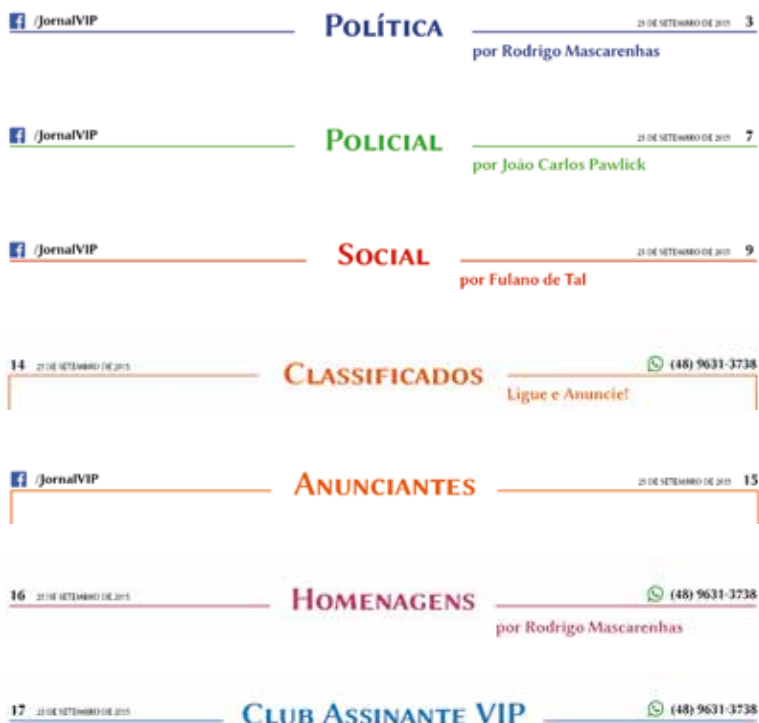 /JornalVIP POLÍTICA 25 DE SETEMBRO DE 2015 3
por Rodrigo Mascarenhas
/JornalVIP POLICIAL 25 DE SETEMBRO DE 2015 7
por João Carlos Pawlick
/JornalVIP SOCIAL 25 DE SETEMBRO DE 2015 9
por Fulano de Tal
14 25 DE SETEMBRO DE 2015 CLASSIFICADOS (48) 9631-3738
Ligue e Anuncie!
/JornalVIP ANUNCIANTES 25 DE SETEMBRO DE 2015 15
16 25 DE SETEMBRO DE 2015 HOMENAGENS (48) 9631-3738
por Rodrigo Mascarenhas
17 25 DE SETEMBRO DE 2015 CLUB ASSINANTE VIP (48) 9631-3738